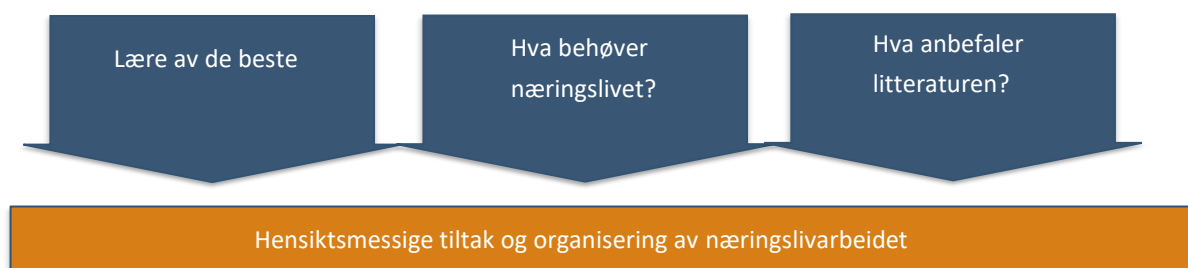 Lære av de beste
Hva behøver
næringslivet?
Hva anbefaler
litteraturen?
Hensiktsmessige tiltak og organisering av næringslivarbeidet